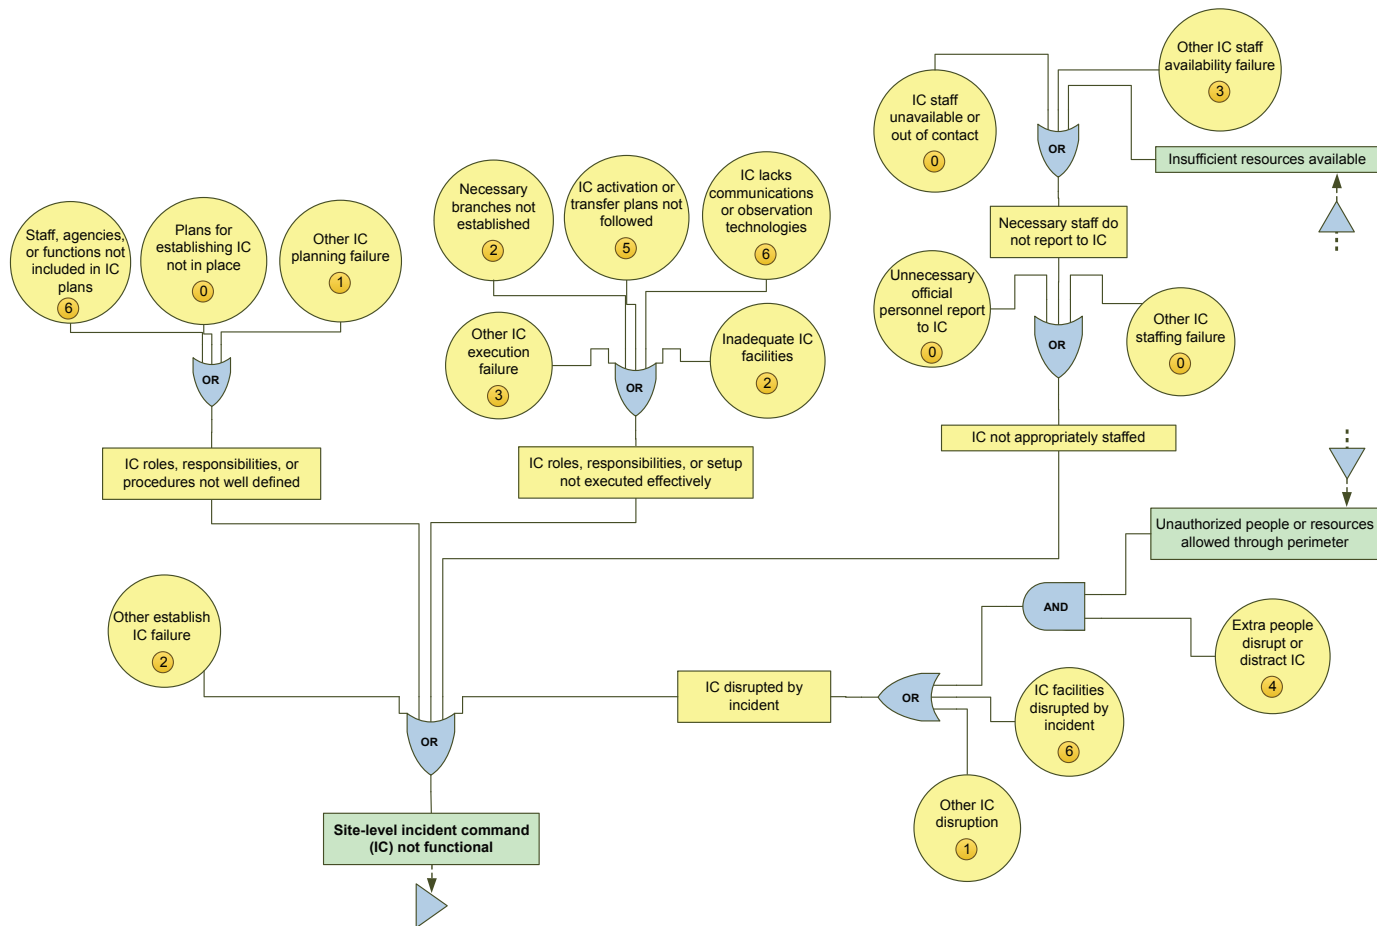 Other IC staff
availability failure
3
IC staff
unavailable or
out of contact
0
OR
Insufficient resources available
Necessary
branches not
established
2
IC activation or
transfer plans not
followed
5
IC lacks
communications
or observation
technologies
6
Necessary staff do
not report to IC
Staff, agencies,
or functions not
included in IC
plans
6
Plans for
establishing IC
not in place
0
Other IC
planning failure
1
Unnecessary
official
personnel report
to IC
0
OR
Other IC
staffing failure
0
Other IC
execution
failure
3
Inadequate IC
facilities
2
OR
OR
IC not appropriately staffed
IC roles, responsibilities, or
procedures not well defined
IC roles, responsibilities, or setup
not executed effectively
Unauthorized people or resources
allowed through perimeter
AND
Other establish
IC failure
2
Extra people
disrupt or
distract IC
4
IC disrupted by
incident
OR
IC facilities
disrupted by
incident
6
OR
Other IC
disruption
1
Site-level incident command
(IC) not functional